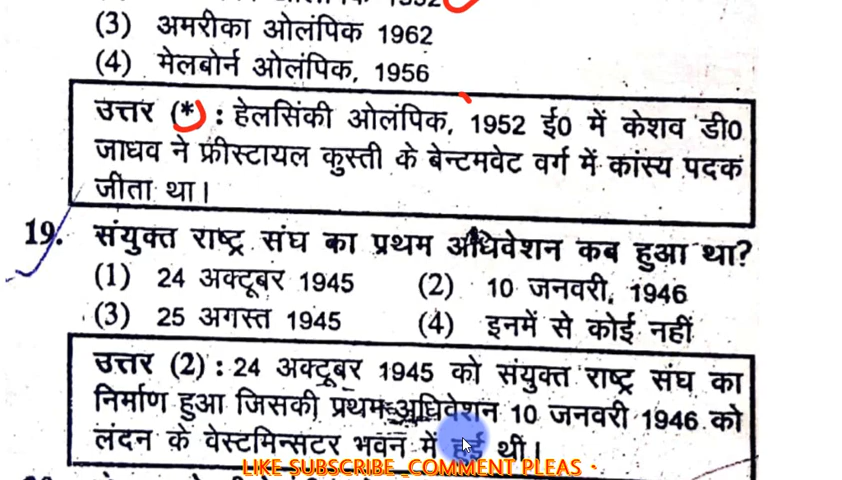 (3) अमरीका ओलंपिक 1962
(4) मेलबोर्न ओलंपिक, 1956
उत्तर (*) : हेलसिंकी ओलंपिक, 1952 ई0 में केशव डी0
जाधव ने फ्रीस्टायल कुस्ती के बेन्टमवेट वर्ग में कांस्य पदक
जीता था।
19. संयुक्त राष्ट्र संघ का प्रथम अधिवेशन कब हुआ था?
(1) 24 अक्टूबर 1945 (2) 10 जनवरी, 1946
(3) 25 अगस्त 1945 (4) इनमें से कोई नहीं
उत्तर (2) : 24 अक्टूबर 1945 को संयुक्त राष्ट्र संघ का
निर्माण हुआ जिसकी प्रथम अधिवेशन 10 जनवरी 1946 को
लंदन के वेस्टमिन्सटर भवन में हुई थी।
LIKE SUBSCRIBE COMMENT PLEAS